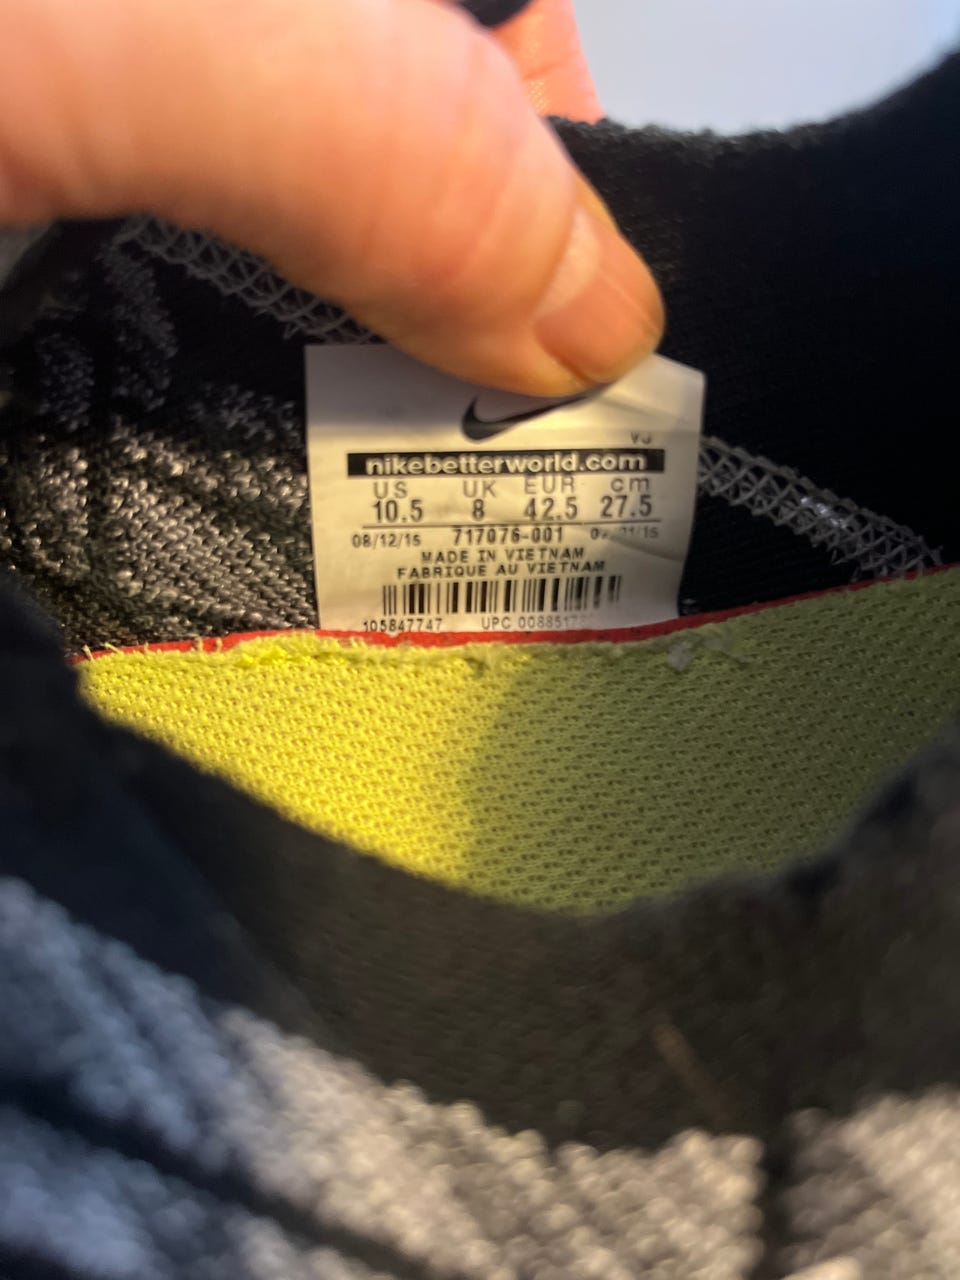 nikebetterworld.com
US UK EUR cm
10.5 8 42.5 27.5
08/12/15 717076-001
MADE IN VIETNAM
FABRIQUE AU VIETNAM
105847747 UPC 00885178